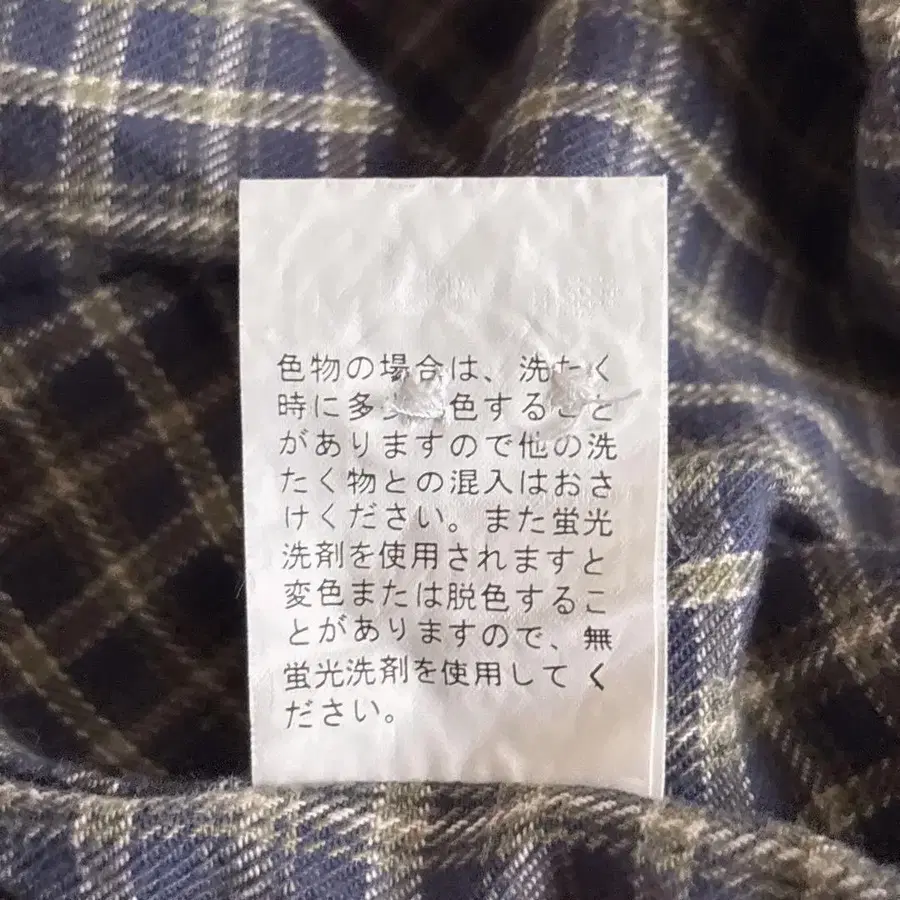 色物の場合は、洗たく
時に多少 色すること
がありますので他の洗
たく物との混入はおさ
けください。また蛍光
洗剤を使用されますと
変色または脱色するこ
とがありますので、無
蛍光洗剤を使用してく
ださい。